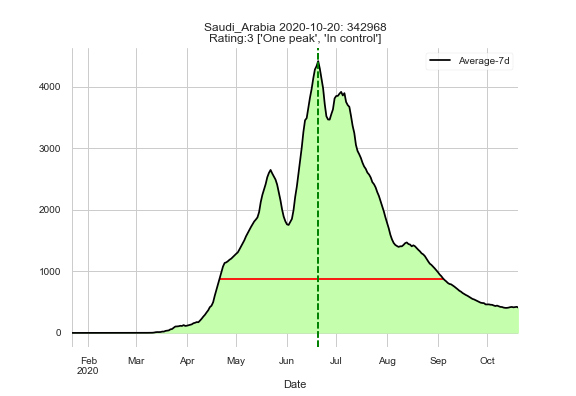 Saudi_Arabia 2020-10-20: 342968
Rating:3 ['One peak', 'In control']
Average-7d
4000
3000
2000
1000
0
Feb Mar Apr May Jun Jul Aug Sep Oct
2020
Date